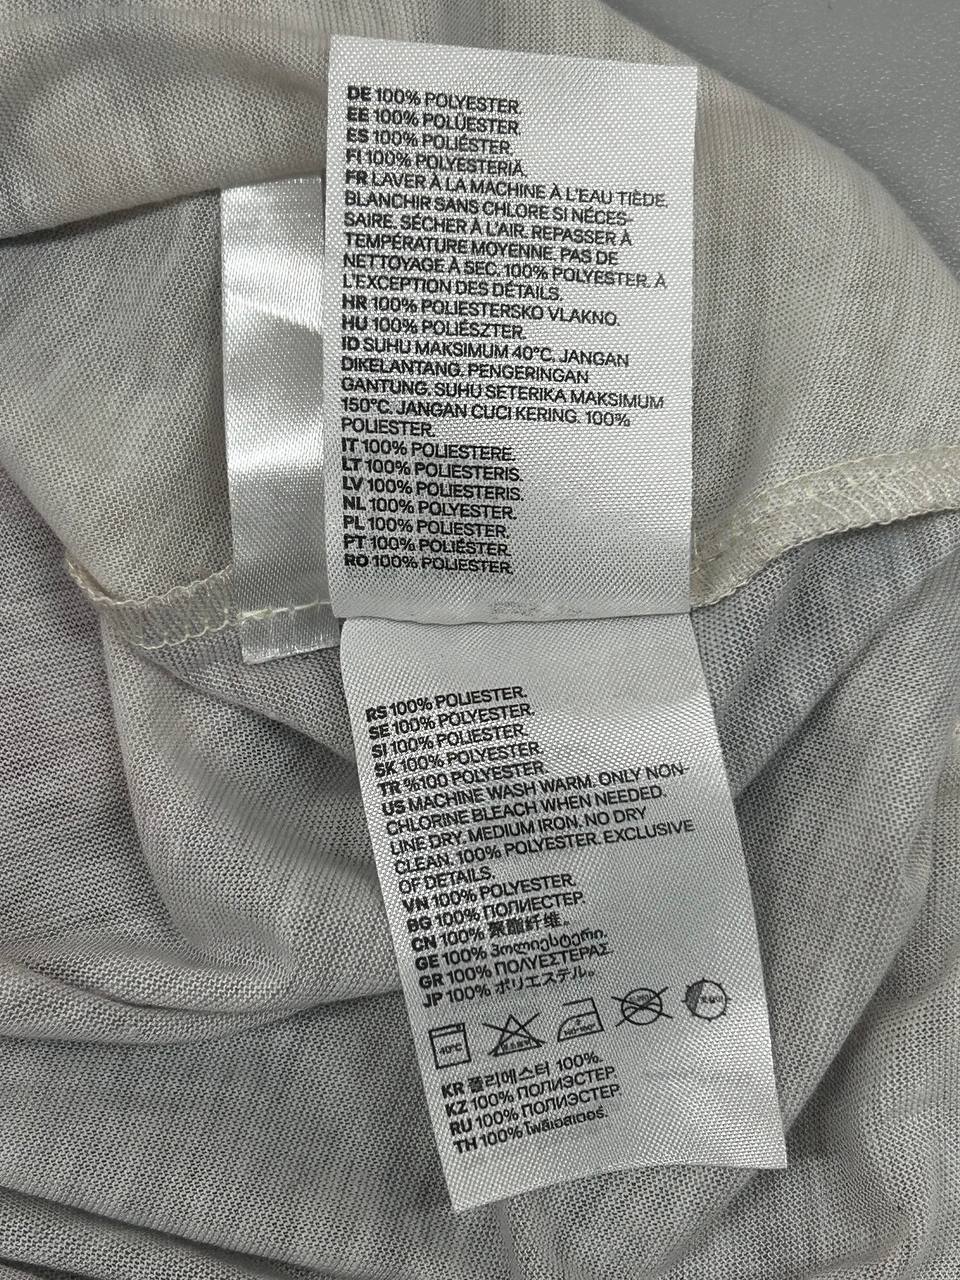 DE 100% POLYESTER.
EE 100% POLÜESTER.
ES 100% POLIÉSTER.
FI 100% POLYESTERIÄ.
FR LAVER À LA MACHINE À L'EAU TIÈDE.
BLANCHIR SANS CHLORE SI NÉCES-
SAIRE. SÉCHER À L'AIR. REPASSER À
TEMPÉRATURE MOYENNE. PAS DE
NETTOYAGE À SEC. 100% POLYESTER. À
L'EXCEPTION DES DÉTAILS.
HR 100% POLIESTERSKO VLAKNO.
HU 100% POLIÉSZTER.
ID SUHU MAKSIMUM 40°C. JANGAN
DIKELANTANG. PENGERINGAN
GANTUNG. SUHU SETERIKA MAKSIMUM
150°C. JANGAN CUCI KERING. 100%
POLIESTER.
IT 100% POLIESTERE.
LT 100% POLIESTERIS.
LV 100% POLIESTERIS.
NL 100% POLYESTER.
PL 100% POLIESTER.
PT 100% POLIÉSTER.
RO 100% POLIESTER.
RS 100% POLIESTER.
SE 100% POLYESTER.
SI 100% POLIESTER.
SK 100% POLYESTER.
TR %100 POLYESTER.
US MACHINE WASH WARM. ONLY NON-
CHLORINE BLEACH WHEN NEEDED.
LINE DRY. MEDIUM IRON. NO DRY
CLEAN. 100% POLYESTER. EXCLUSIVE
OF DETAILS.
VN 100% POLYESTER.
BG 100% ПОЛИЕСТЕР.
CN 100% 聚酯纤维。
GE 100% პოლიესტერი.
GR 100% ΠΟΛΥΕΣΤΕΡΑΣ.
JP 100% ポリエステル。
40°C
KR 폴리에스터 100%.
KZ 100% ПОЛИЭСТЕР.
RU 100% ПОЛИЭСТЕР.
TH 100% โพลีเอสเตอร์.